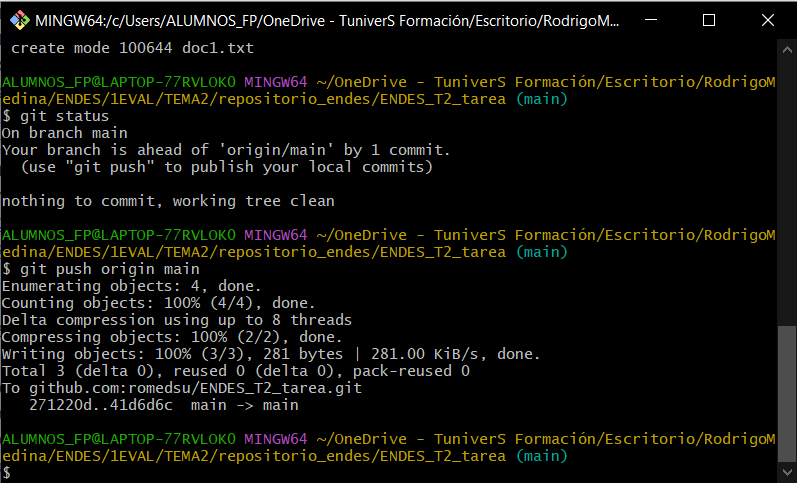 MINGW64:/c/Users/ALUMNOS_FP/OneDrive - TuniverS Formación/Escritorio/RodrigoM...
create mode 100644 doc1.txt
ALUMNOS_FP@LAPTOP-77RVLOKO MINGW64 ~/OneDrive - TuniverS Formación/Escritorio/RodrigoM
edina/ENDES/1EVAL/TEMA2/repositorio_endes/ENDES_T2_tarea (main)
$ git status
On branch main
Your branch is ahead of 'origin/main' by 1 commit.
(use "git push" to publish your local commits)
nothing to commit, working tree clean
ALUMNOS_FP@LAPTOP-77RVLOKO MINGW64 ~/OneDrive - TuniverS Formación/Escritorio/RodrigoM
edina/ENDES/1EVAL/TEMA2/repositorio_endes/ENDES_T2_tarea (main)
$ git push origin main
Enumerating objects: 4, done.
Counting objects: 100% (4/4), done.
Delta compression using up to 8 threads
Compressing objects: 100% (2/2), done.
Writing objects: 100% (3/3), 281 bytes | 281.00 KiB/s, done.
Total 3 (delta 0), reused 0 (delta 0), pack-reused 0
To github.com:romedsu/ENDES_T2_tarea.git
271220d..41d6d6c  main -> main
ALUMNOS_FP@LAPTOP-77RVLOKO MINGW64 ~/OneDrive - TuniverS Formación/Escritorio/RodrigoM
edina/ENDES/1EVAL/TEMA2/repositorio_endes/ENDES_T2_tarea (main)
$